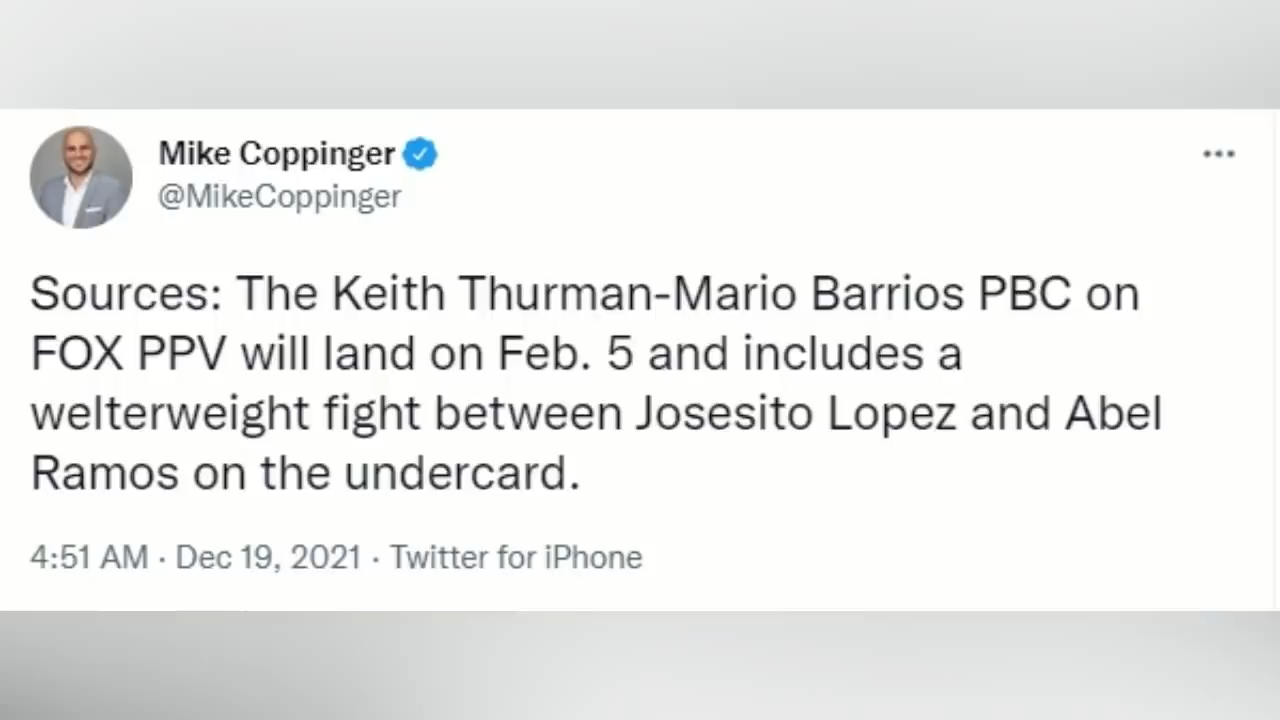 Mike Coppinger
@MikeCoppinger
Sources: The Keith Thurman-Mario Barrios PBC on
FOX PPV will land on Feb. 5 and includes a
welterweight fight between Josesito Lopez and Abel
Ramos on the undercard.
4:51 AM · Dec 19, 2021 · Twitter for iPhone